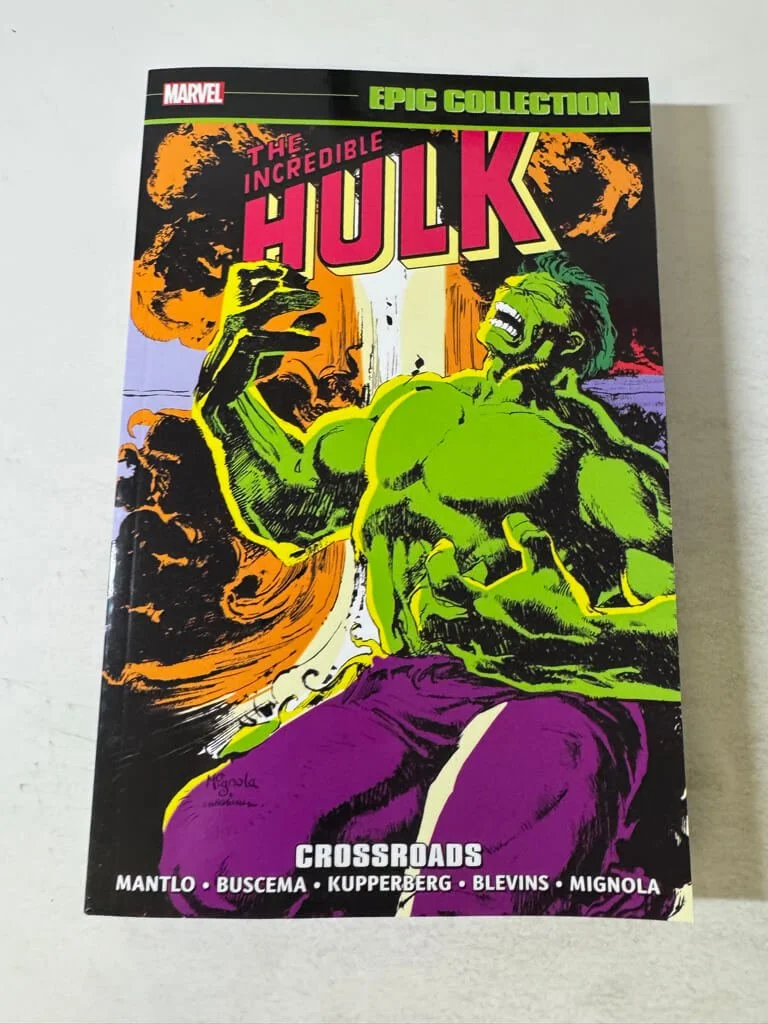 MARVEL
EPIC COLLECTION
THE
INCREDIBLE
HULK
Mignola
CROSSROADS
MANTLO • BUSCEMA • KUPPERBERG • BLEVINS • MIGNOLA